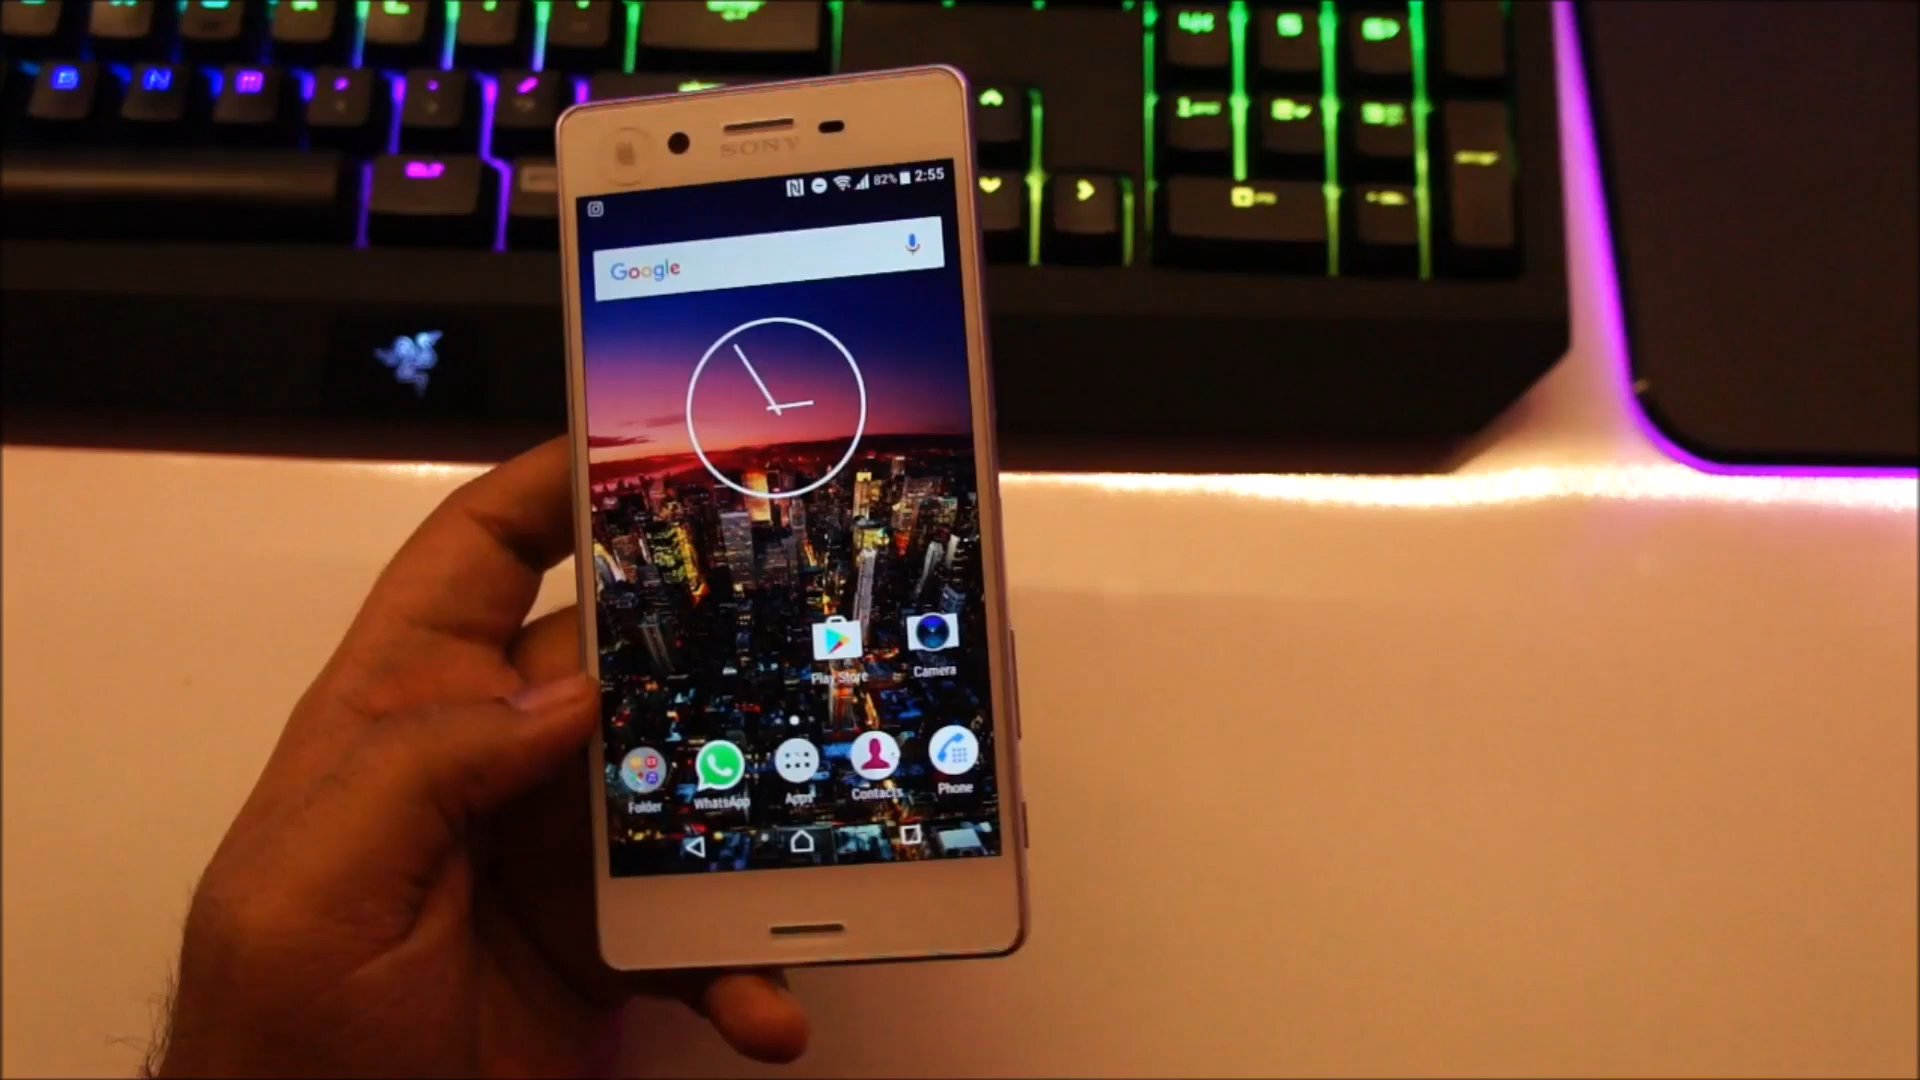 B N M
SONY
82% 2:55
Google
Play Store
Camera
Folder
WhatsApp
Apps
Contacts
Phone